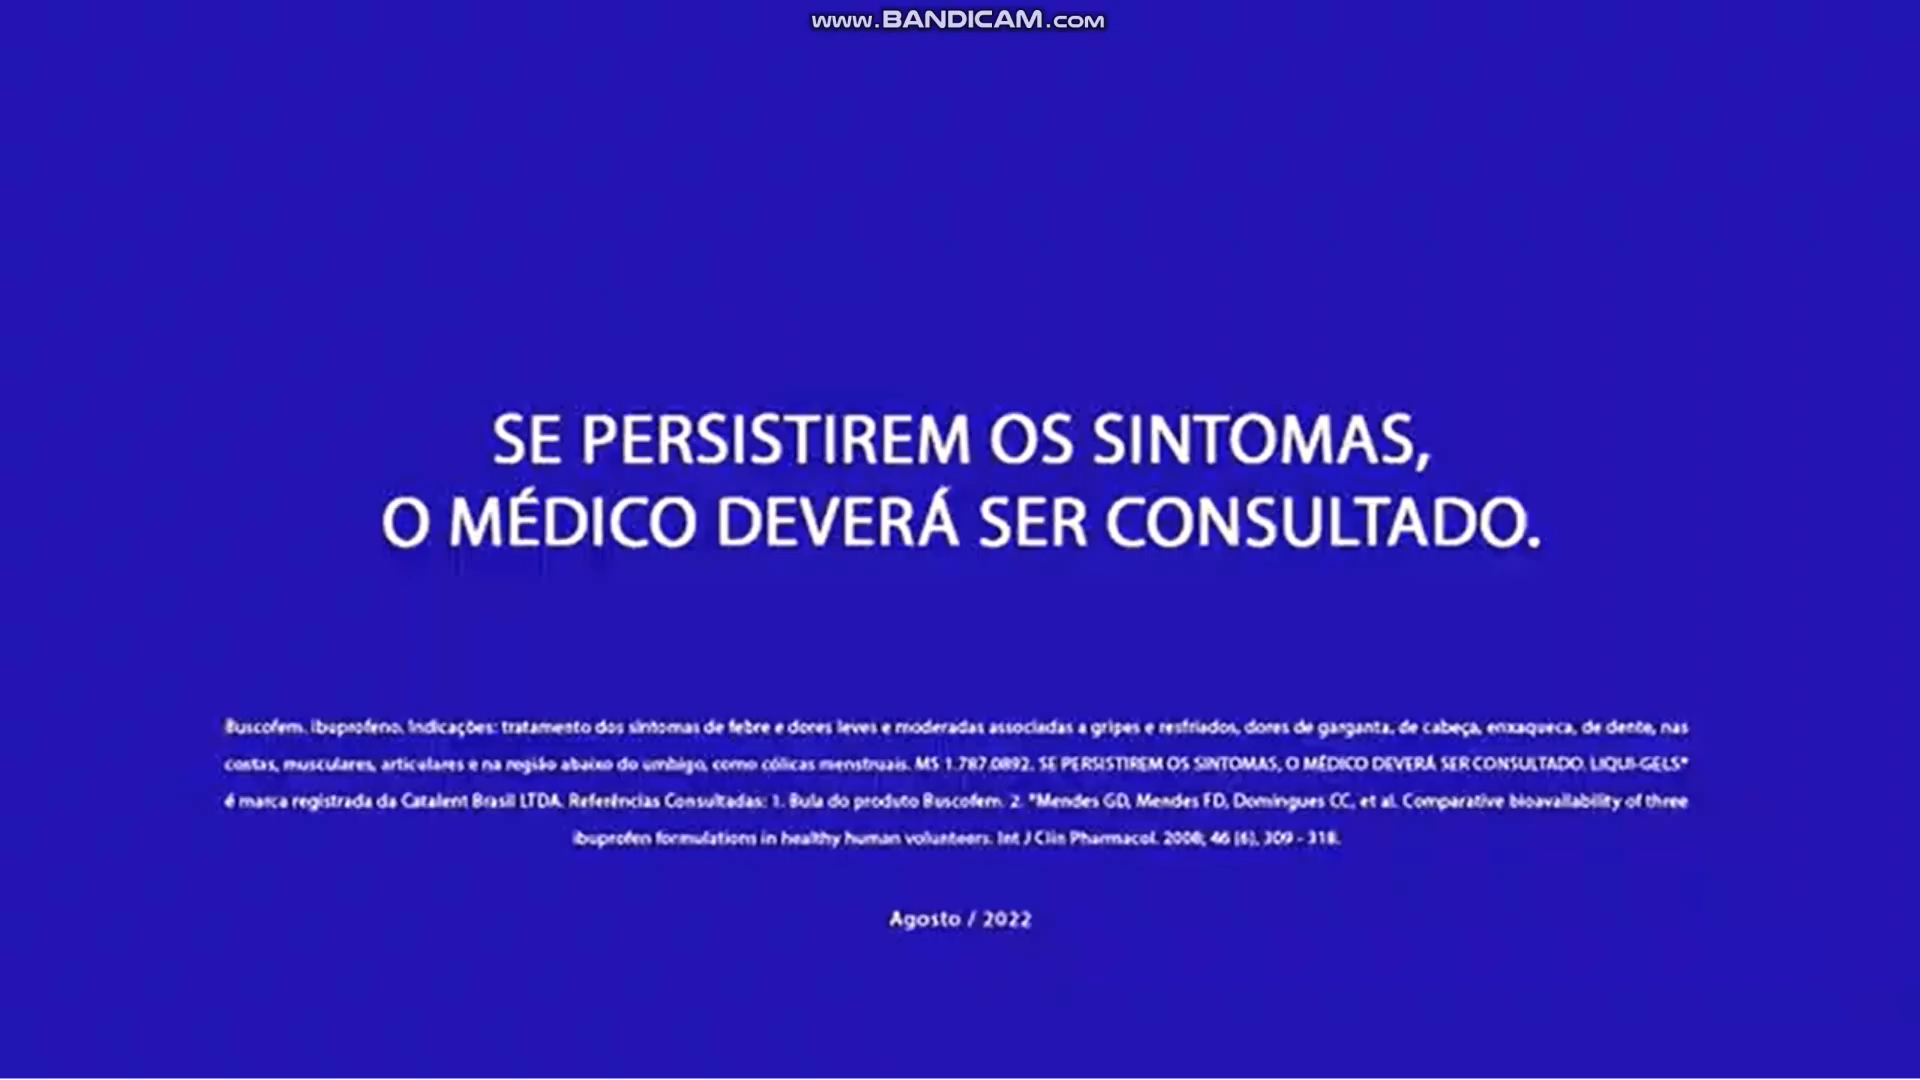 www.BANDICAM.com
SE PERSISTIREM OS SINTOMAS,
O MÉDICO DEVERÁ SER CONSULTADO.
Buscofem. Ibuprofeno. Indicações: tratamento dos sintomas de febre e dores leves e moderadas associadas a gripes e resfriados, dores de garganta, de cabeça, enxaqueca, de dente, nas
costas, musculares, articulares e na região abaixo do umbigo, como cólicas menstruais. MS 1.787.0892. SE PERSISTIREM OS SINTOMAS, O MÉDICO DEVERÁ SER CONSULTADO. LIQUI-GELS®
é marca registrada da Catalent Brasil LTDA. Referências Consultadas: 1. Bula do produto Buscofem. 2. *Mendes GD, Mendes FD, Domingues CC, et al. Comparative bioavailability of three
ibuprofen formulations in healthy human volunteers. Int J Clin Pharmacol. 2008; 46 (6), 309 - 318.
Agosto / 2022